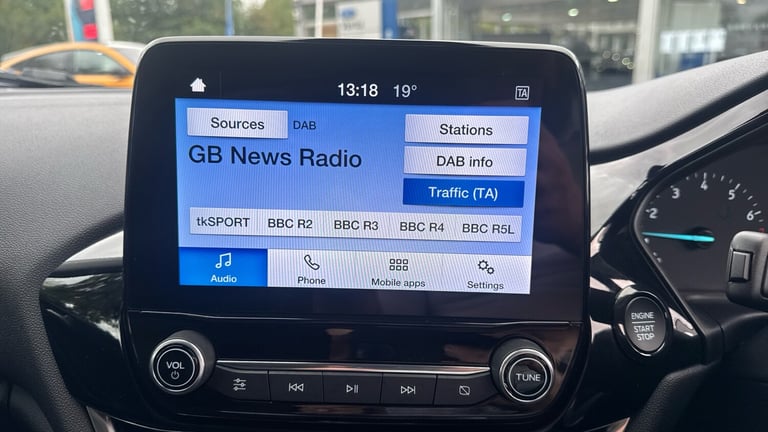 13:18 19° TA
Sources DAB Stations
GB News Radio
DAB info
Traffic (TA)
tkSPORT BBC R2 BBC R3 BBC R4 BBC R5L
Audio Phone Mobile apps Settings
VOL
TUNE
ENGINE
START
STOP
2 3 4 5 6